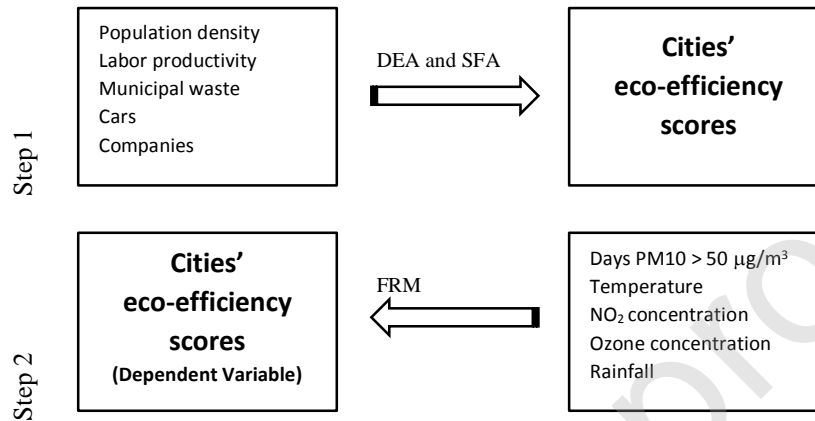 Step 1
Population density
Labor productivity
Municipal waste
Cars
Companies
DEA and SFA
Cities’
eco-efficiency
scores
Step 2
Cities’
eco-efficiency
scores
(Dependent Variable)
FRM
Days PM10 > 50 µg/m³
Temperature
NO₂ concentration
Ozone concentration
Rainfall